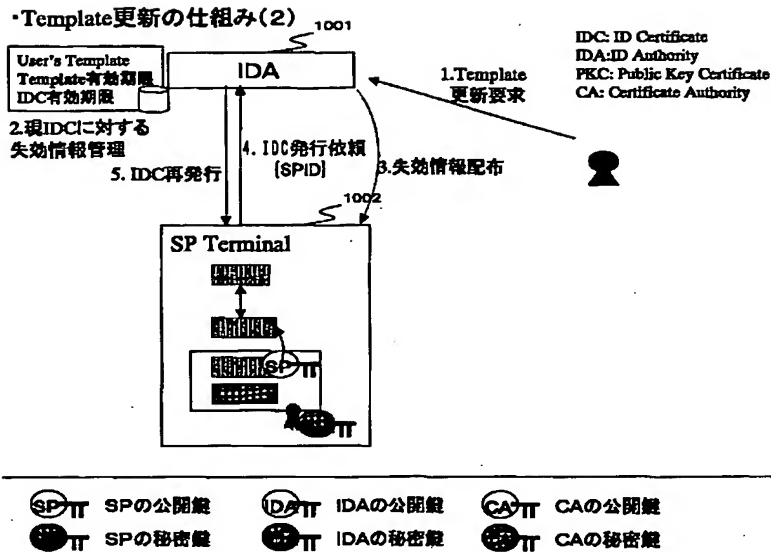 ・Template更新の仕組み(2)
1001
IDC: ID Certificate
IDA:ID Authority
PKC: Public Key Certificate
CA: Certificate Authority
User's Template
Template有効期限
IDC有効期限
IDA
1.Template
更新要求
2.現IDCに対する
失効情報管理
4. IDC発行依頼
{SPID}
3.失効情報配布
5. IDC再発行
1002
SP Terminal
SP
SP SPの公開鍵
IDA IDAの公開鍵
CA CAの公開鍵
SPの秘密鍵
IDAの秘密鍵
CAの秘密鍵